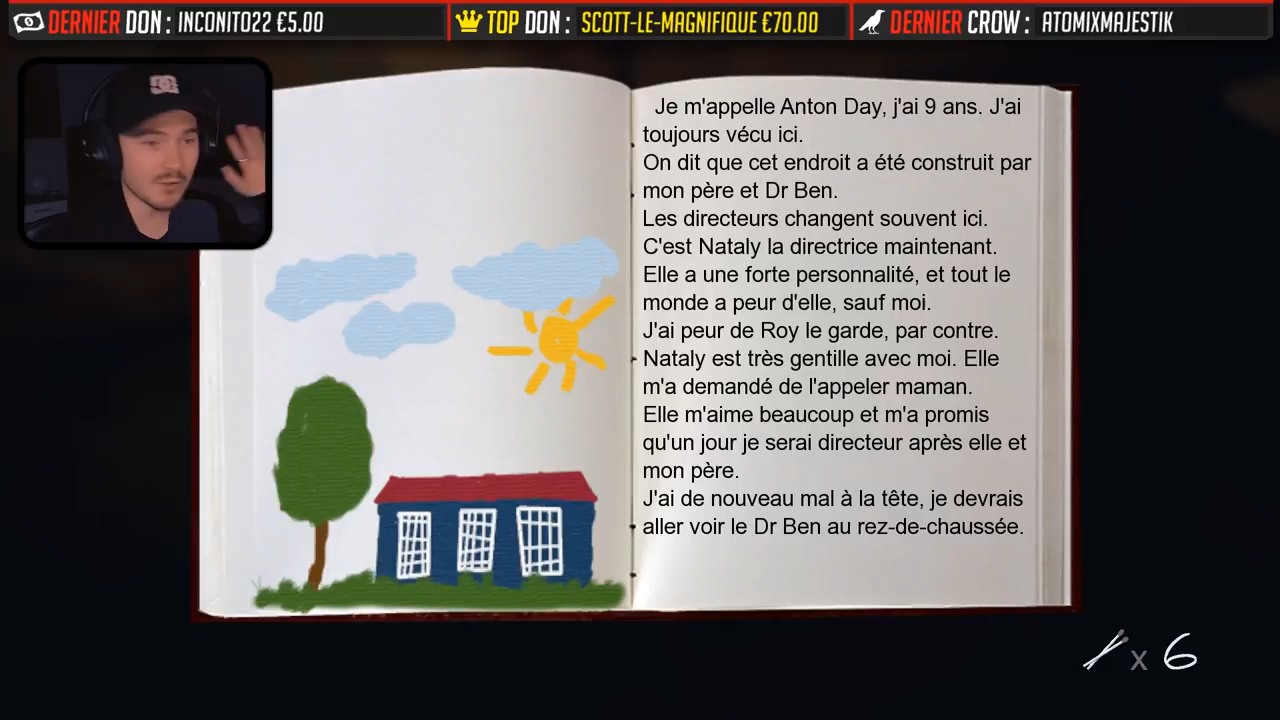 DERNIER DON : INCONITO22 €5.00
TOP DON : SCOTT-LE-MAGNIFIQUE €70.00
DERNIER CROW : ATOMIXMAJESTIK
Je m'appelle Anton Day, j'ai 9 ans. J'ai
toujours vécu ici.
On dit que cet endroit a été construit par
mon père et Dr Ben.
Les directeurs changent souvent ici.
C'est Nataly la directrice maintenant.
Elle a une forte personnalité, et tout le
monde a peur d'elle, sauf moi.
J'ai peur de Roy le garde, par contre.
Nataly est très gentille avec moi. Elle
m'a demandé de l'appeler maman.
Elle m'aime beaucoup et m'a promis
qu'un jour je serai directeur après elle et
mon père.
J'ai de nouveau mal à la tête, je devrais
aller voir le Dr Ben au rez-de-chaussée.
x 6